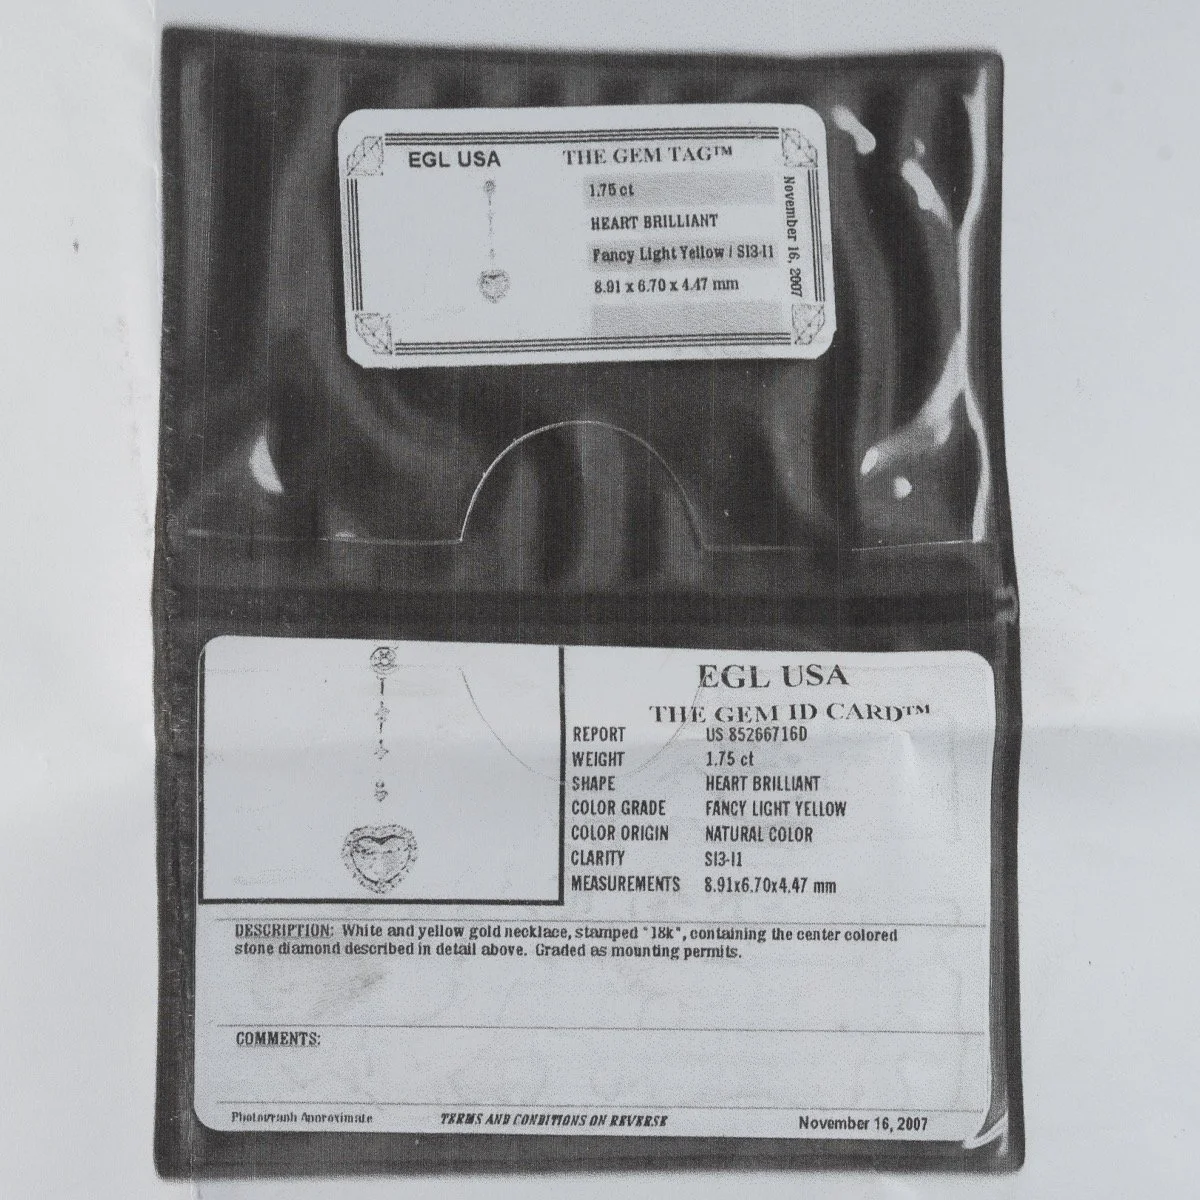 EGL USA
THE GEM TAG™
1.75 ct
HEART BRILLIANT
Fancy Light Yellow / SI3-I1
8.91 x 6.70 x 4.47 mm
November 16, 2007
EGL USA
THE GEM ID CARD™
REPORT US 85266716D
WEIGHT 1.75 ct
SHAPE HEART BRILLIANT
COLOR GRADE FANCY LIGHT YELLOW
COLOR ORIGIN NATURAL COLOR
CLARITY SI3-I1
MEASUREMENTS 8.91x6.70x4.47 mm
DESCRIPTION: White and yellow gold necklace, stamped "18k", containing the center colored
stone diamond described in detail above. Graded as mounting permits.
COMMENTS:
Photograph Approximate TERMS AND CONDITIONS ON REVERSE November 16, 2007